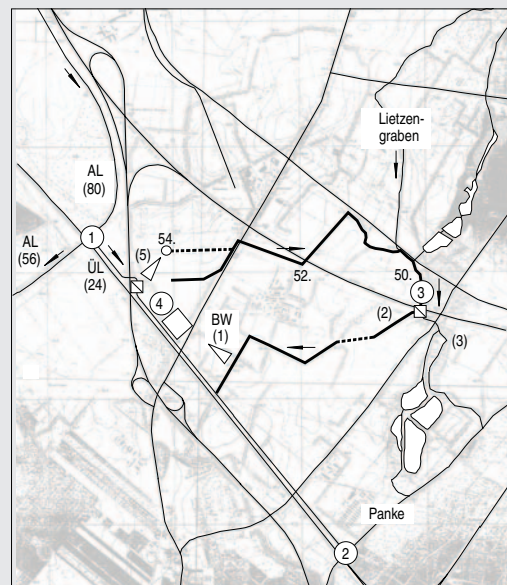 Lietzen-
graben
AL
(80)
1
AL
(56)
ÜL
(24)
(5)
54.
4
52.
50.
3
(2)
(3)
BW
(1)
Panke
2